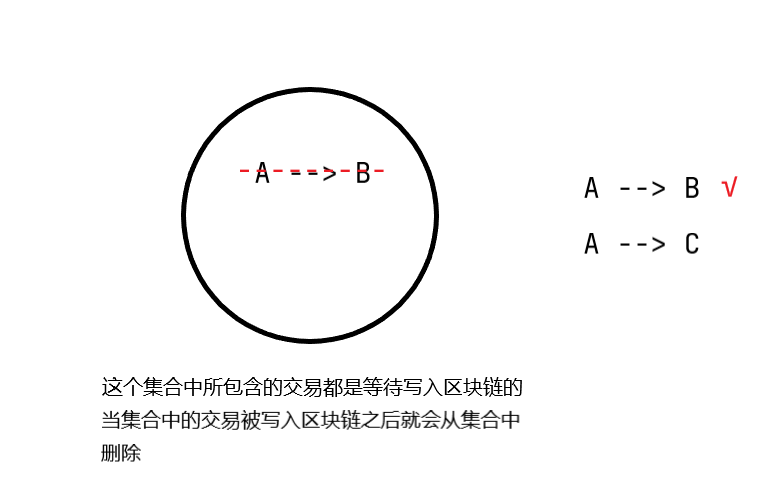 A --> B
A --> B √
A --> C
这个集合中所包含的交易都是等待写入区块链的
当集合中的交易被写入区块链之后就会从集合中
删除